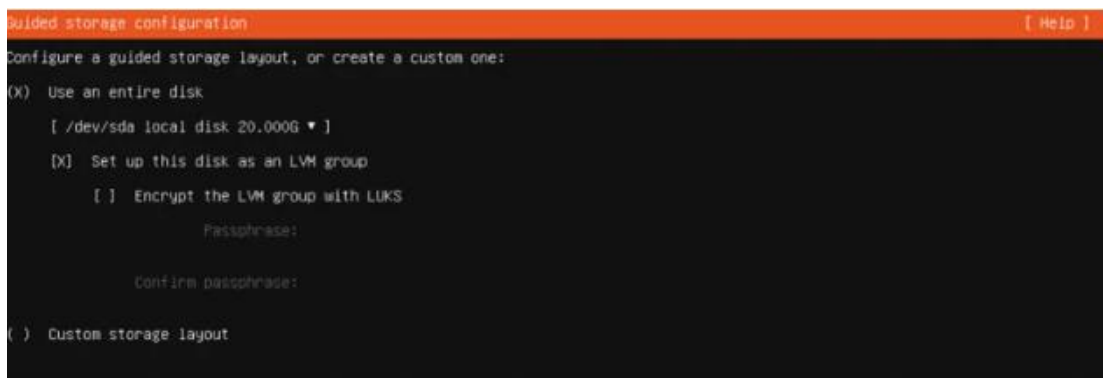 Guided storage configuration [ Help ]
Configure a guided storage layout, or create a custom one:
(X) Use an entire disk
[ /dev/sda local disk 20.000G ▾ ]
[X] Set up this disk as an LVM group
[ ] Encrypt the LVM group with LUKS
Passphrase:
Confirm passphrase:
( ) Custom storage layout